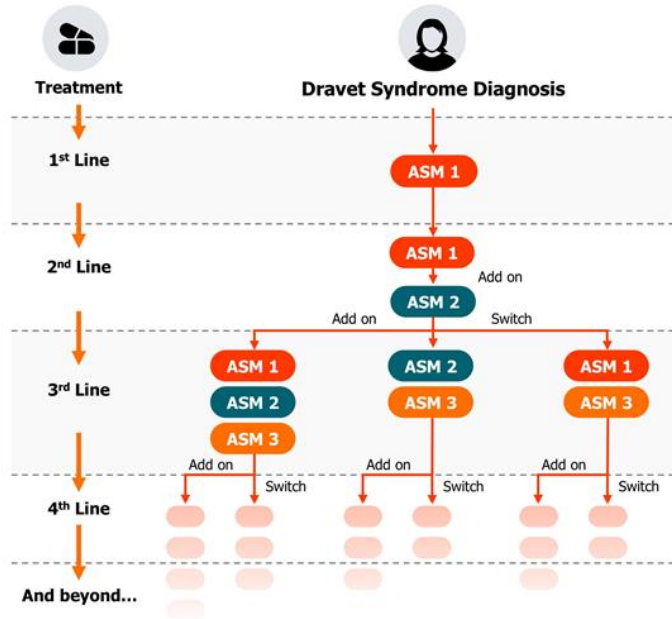 Treatment
Dravet Syndrome Diagnosis
1st Line
ASM 1
2nd Line
ASM 1
Add on
ASM 2
Add on
Switch
3rd Line
ASM 1
ASM 2
ASM 3
ASM 2
ASM 3
ASM 1
ASM 3
Add on
Switch
Add on
Switch
Add on
Switch
4th Line
And beyond...